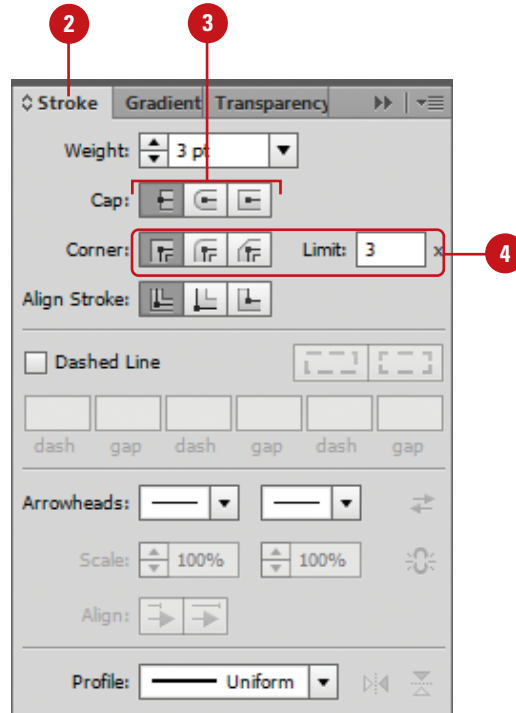 2 3
Stroke Gradient Transparency
Weight: 3 pt
Cap:
Corner: Limit: 3 x 4
Align Stroke:
Dashed Line
dash gap dash gap dash gap
Arrowheads:
Scale: 100% 100%
Align:
Profile: Uniform